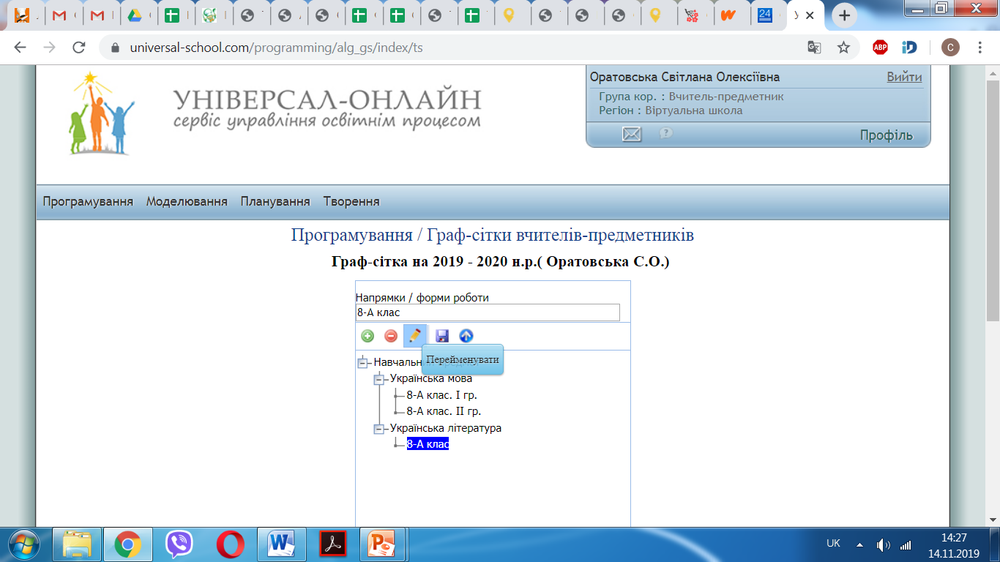 24
universal-school.com/programming/alg_gs/index/ts
ABP
iD
C
УНІВЕРСАЛ-ОНЛАЙН
сервіс управління освітнім процесом
Оратовська Світлана Олексіївна
Вийти
Група кор. : Вчитель-предметник
Регіон : Віртуальна школа
Профіль
Програмування Моделювання Планування Творення
Програмування / Граф-сітки вчителів-предметників
Граф-сітка на 2019 - 2020 н.р.( Оратовська С.О.)
Напрямки / форми роботи
8-А клас
Перейменувати
Українська мова
8-А клас. І гр.
8-А клас. ІІ гр.
Українська література
8-А клас
UK
14:27
14.11.2019